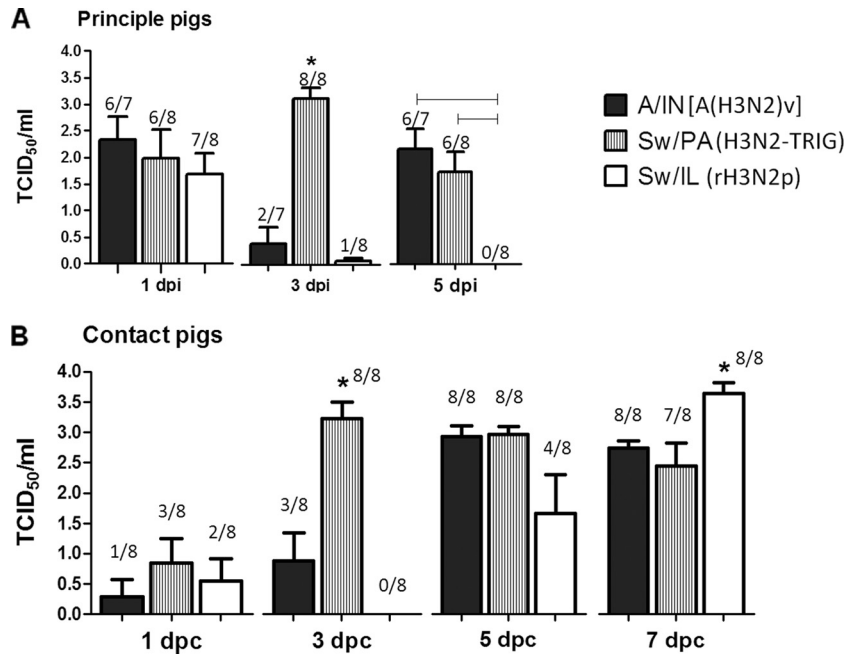 A
Principle pigs
TCID50/ml
4.0
3.5
3.0
2.5
2.0
1.5
1.0
0.5
0.0
6/7
6/8
7/8
2/7
*
8/8
1/8
6/7
6/8
0/8
1 dpi
3 dpi
5 dpi
A/IN[A(H3N2)v]
Sw/PA(H3N2-TRIG)
Sw/IL (rH3N2p)
B
Contact pigs
TCID50/ml
4.0
3.5
3.0
2.5
2.0
1.5
1.0
0.5
0.0
1/8
3/8
2/8
3/8
* 8/8
0/8
8/8
8/8
4/8
8/8
7/8
* 8/8
1 dpc
3 dpc
5 dpc
7 dpc